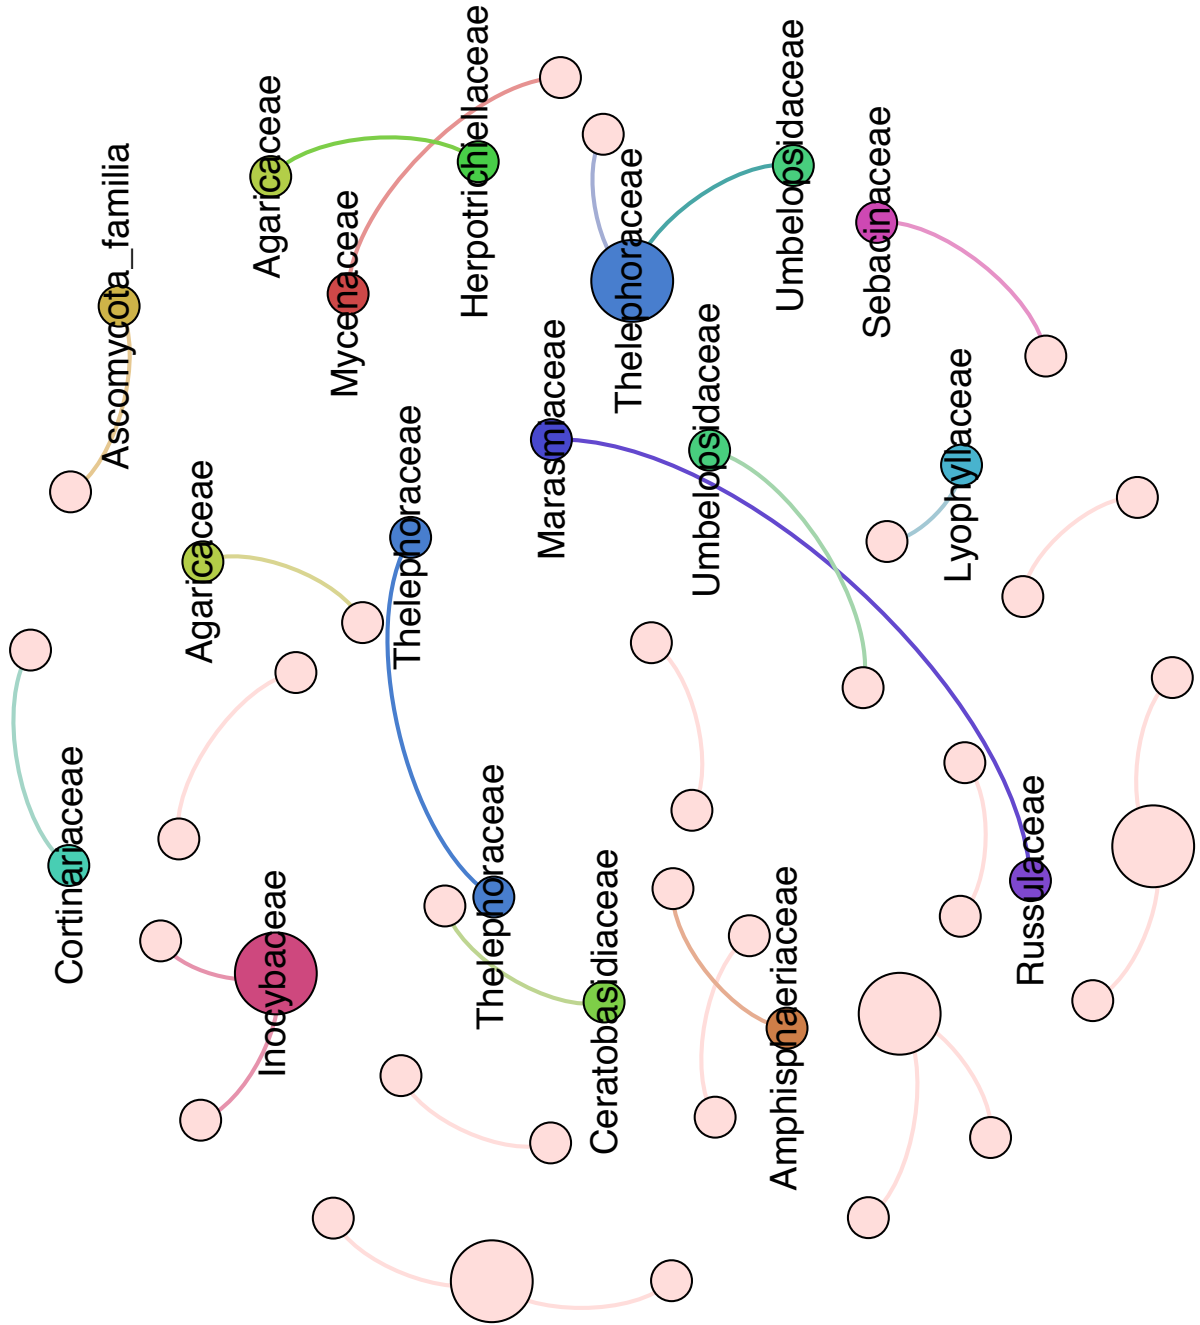 Herpotrichiellaceae
Umbelopsidaceae
Agaricaceae
Sebacinaceae
Ascomycota_familia
Thelephoraceae
Mycenaceae
Umbelopsidaceae
Marasmiaceae
Lyophyllaceae
Thelephoraceae
Agaricaceae
Cortinariaceae
Thelephoraceae
Russulaceae
Ceratobasidiaceae
Amphisphaeriaceae
Inocybaceae